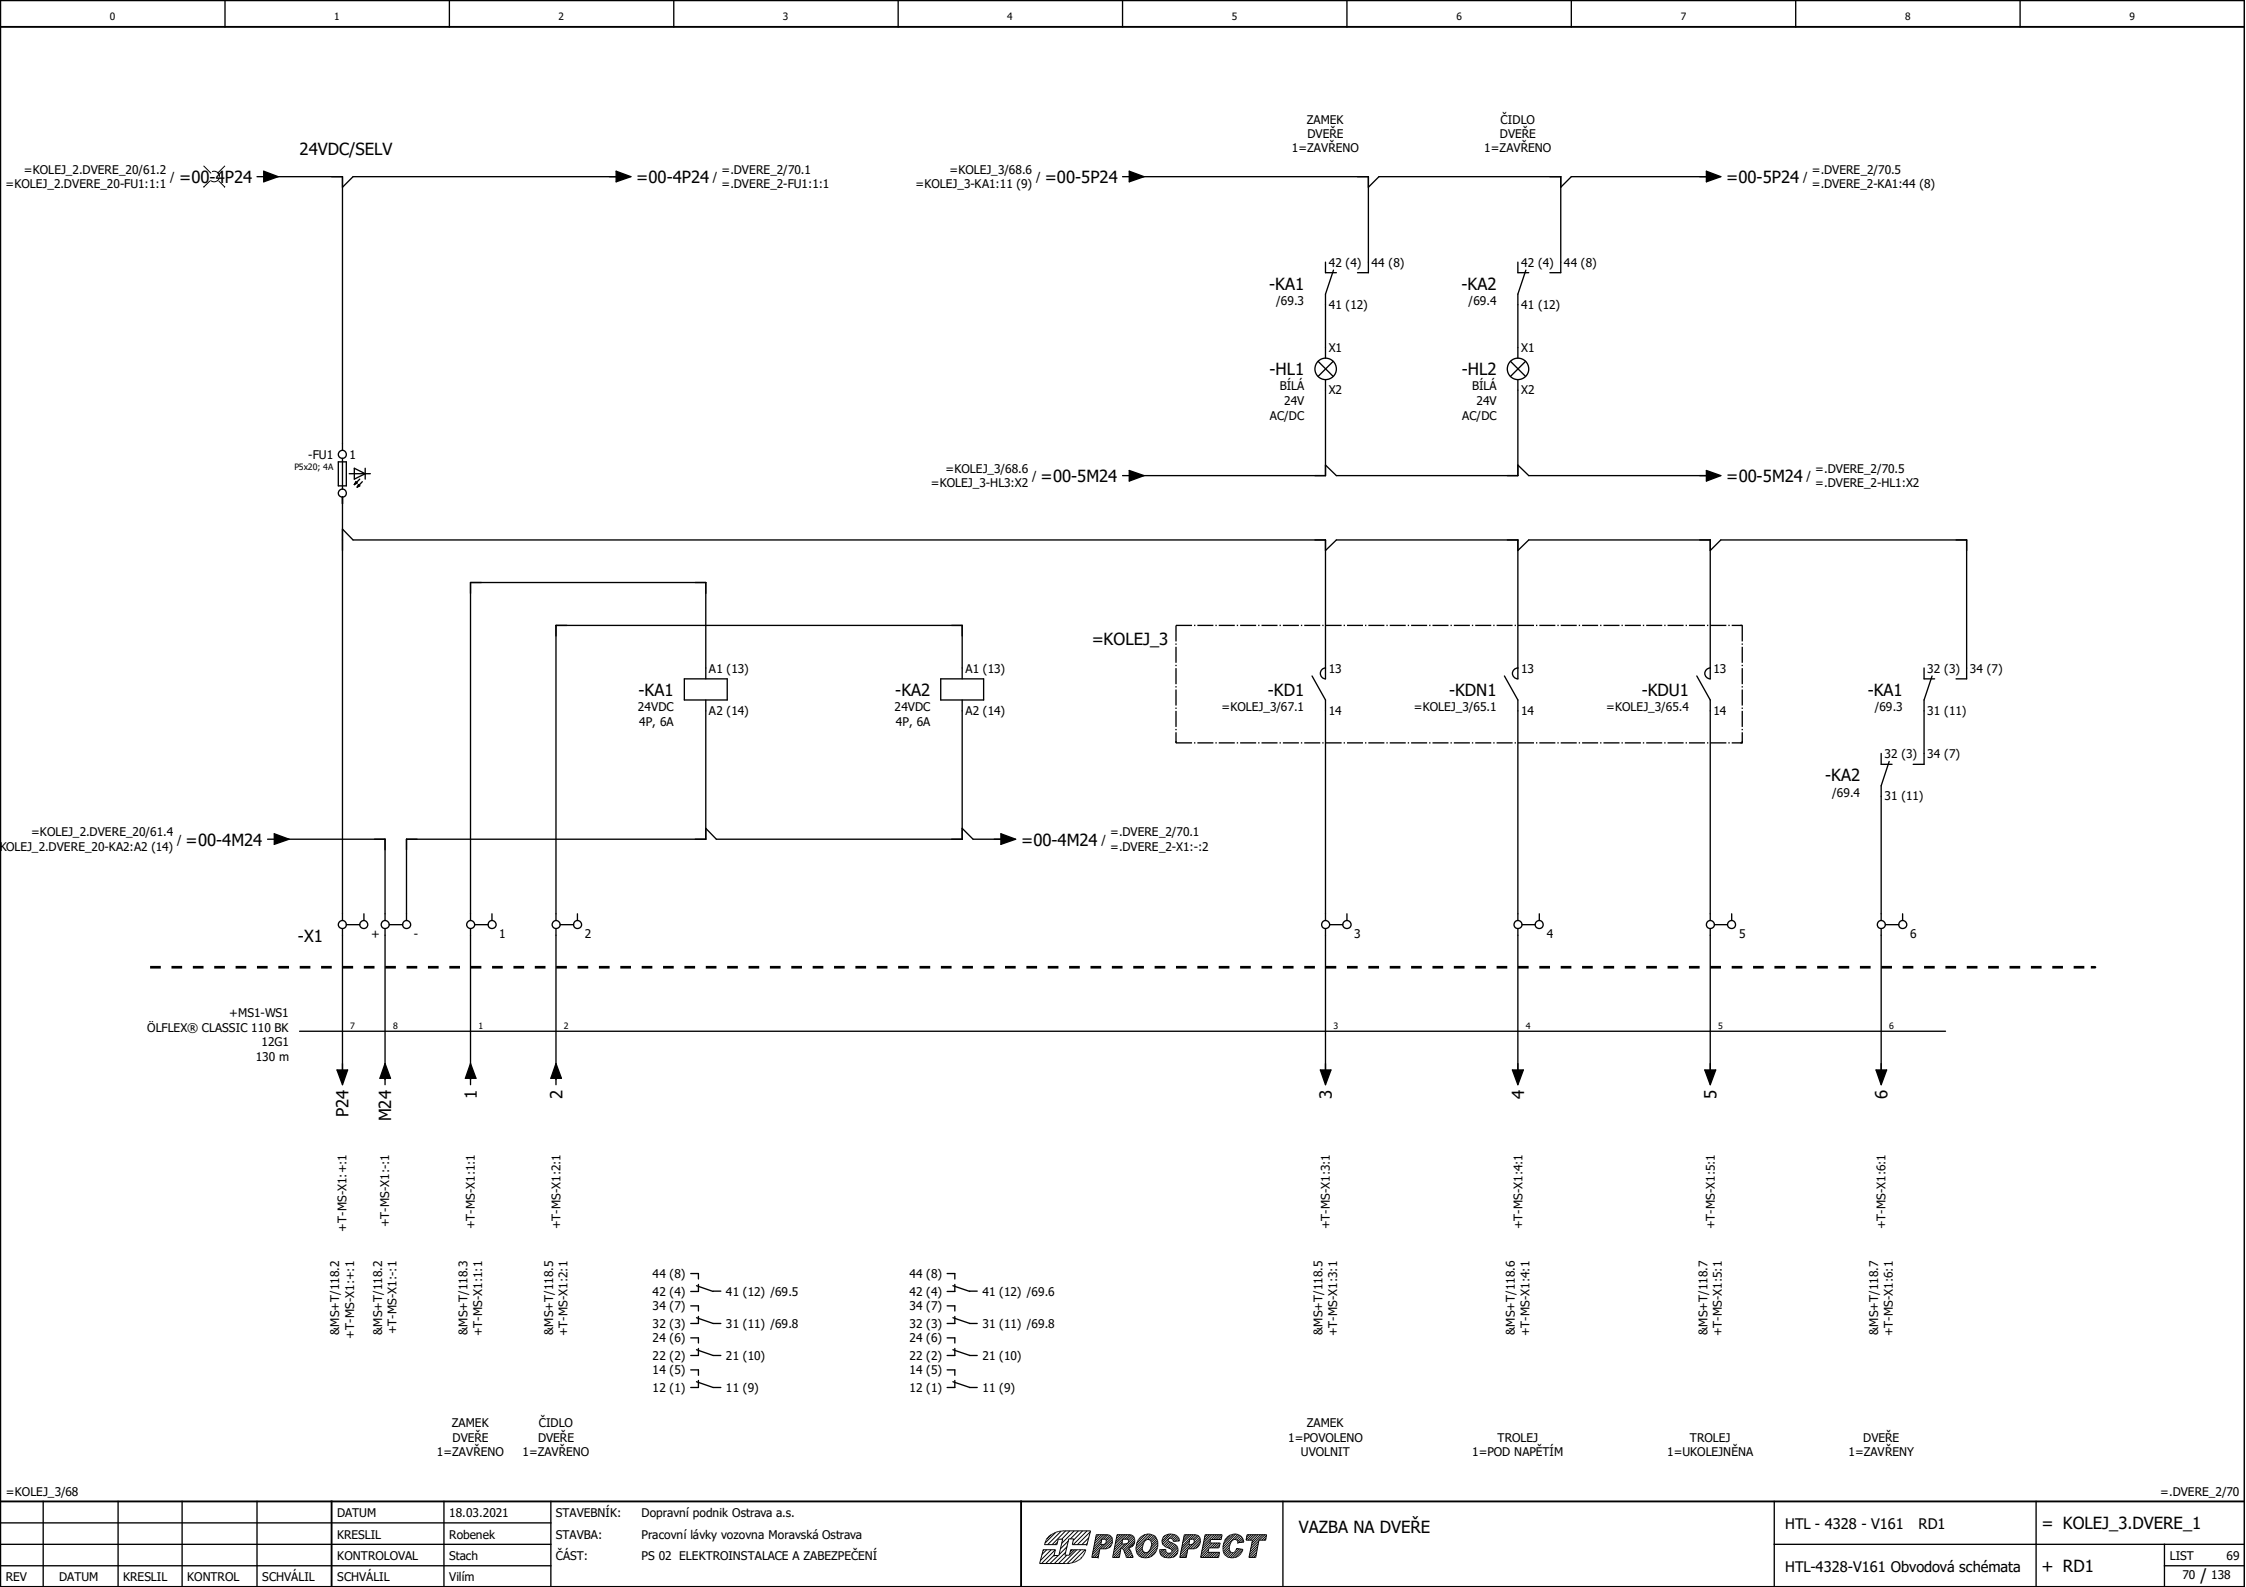 0 1 2 3 4 5 6 7 8 9
24VDC/SELV
=KOLEJ_2.DVERE_20/61.2
=KOLEJ_2.DVERE_20-FU1:1:1
/ =00-4P24
=00-4P24 /
=.DVERE_2/70.1
=.DVERE_2-FU1:1:1
ZAMEK
DVEŘE
1=ZAVŘENO
ČIDLO
DVEŘE
1=ZAVŘENO
=KOLEJ_3/68.6
=KOLEJ_3-KA1:11 (9)
/ =00-5P24
=00-5P24 /
=.DVERE_2/70.5
=.DVERE_2-KA1:44 (8)
42 (4) 44 (8)
-KA1
/69.3
41 (12)
42 (4) 44 (8)
-KA2
/69.4
41 (12)
X1
-HL1
BÍLÁ
24V
AC/DC
X2
X1
-HL2
BÍLÁ
24V
AC/DC
X2
-FU1 1
P5x20; 4A
=KOLEJ_3/68.6
=KOLEJ_3-HL3:X2
/ =00-5M24
=00-5M24 /
=.DVERE_2/70.5
=.DVERE_2-HL1:X2
=KOLEJ_3
A1 (13)
-KA1
24VDC
4P, 6A
A2 (14)
A1 (13)
-KA2
24VDC
4P, 6A
A2 (14)
13
-KD1
=KOLEJ_3/67.1
14
13
-KDN1
=KOLEJ_3/65.1
14
13
-KDU1
=KOLEJ_3/65.4
14
32 (3) 34 (7)
-KA1
/69.3
31 (11)
32 (3) 34 (7)
-KA2
/69.4
31 (11)
=KOLEJ_2.DVERE_20/61.4
KOLEJ_2.DVERE_20-KA2:A2 (14)
/ =00-4M24
=00-4M24 /
=.DVERE_2/70.1
=.DVERE_2-X1:-:2
-X1 + - 1 2 3 4 5 6
+MS1-WS1
ÖLFLEX® CLASSIC 110 BK
12G1
130 m
7 8 1 2 3 4 5 6
P24 M24 1 2 3 4 5 6
+T-MS-X1:+:1
+T-MS-X1:-:1
+T-MS-X1:1:1
+T-MS-X1:2:1
+T-MS-X1:3:1
+T-MS-X1:4:1
+T-MS-X1:5:1
+T-MS-X1:6:1
&MS+T/118.2
+T-MS-X1:+:1
&MS+T/118.2
+T-MS-X1:-:1
&MS+T/118.3
+T-MS-X1:1:1
&MS+T/118.5
+T-MS-X1:2:1
44 (8)
42 (4) 41 (12) /69.5
34 (7)
32 (3) 31 (11) /69.8
24 (6)
22 (2) 21 (10)
14 (5)
12 (1) 11 (9)
44 (8)
42 (4) 41 (12) /69.6
34 (7)
32 (3) 31 (11) /69.8
24 (6)
22 (2) 21 (10)
14 (5)
12 (1) 11 (9)
&MS+T/118.5
+T-MS-X1:3:1
&MS+T/118.6
+T-MS-X1:4:1
&MS+T/118.7
+T-MS-X1:5:1
&MS+T/118.7
+T-MS-X1:6:1
ZAMEK
DVEŘE
1=ZAVŘENO
ČIDLO
DVEŘE
1=ZAVŘENO
ZAMEK
1=POVOLENO
UVOLNIT
TROLEJ
1=POD NAPĚTÍM
TROLEJ
1=UKOLEJNĚNA
DVEŘE
1=ZAVŘENY
=KOLEJ_3/68
=.DVERE_2/70
DATUM 18.03.2021
KRESLIL Robenek
KONTROLOVAL Stach
REV DATUM KRESLIL KONTROL SCHVÁLIL SCHVÁLIL Vilím
STAVEBNÍK: Dopravní podnik Ostrava a.s.
STAVBA: Pracovní lávky vozovna Moravská Ostrava
ČÁST: PS 02 ELEKTROINSTALACE A ZABEZPEČENÍ
PROSPECT
VAZBA NA DVEŘE
HTL - 4328 - V161 RD1
HTL-4328-V161 Obvodová schémata
= KOLEJ_3.DVERE_1
+ RD1
LIST 69
70 / 138